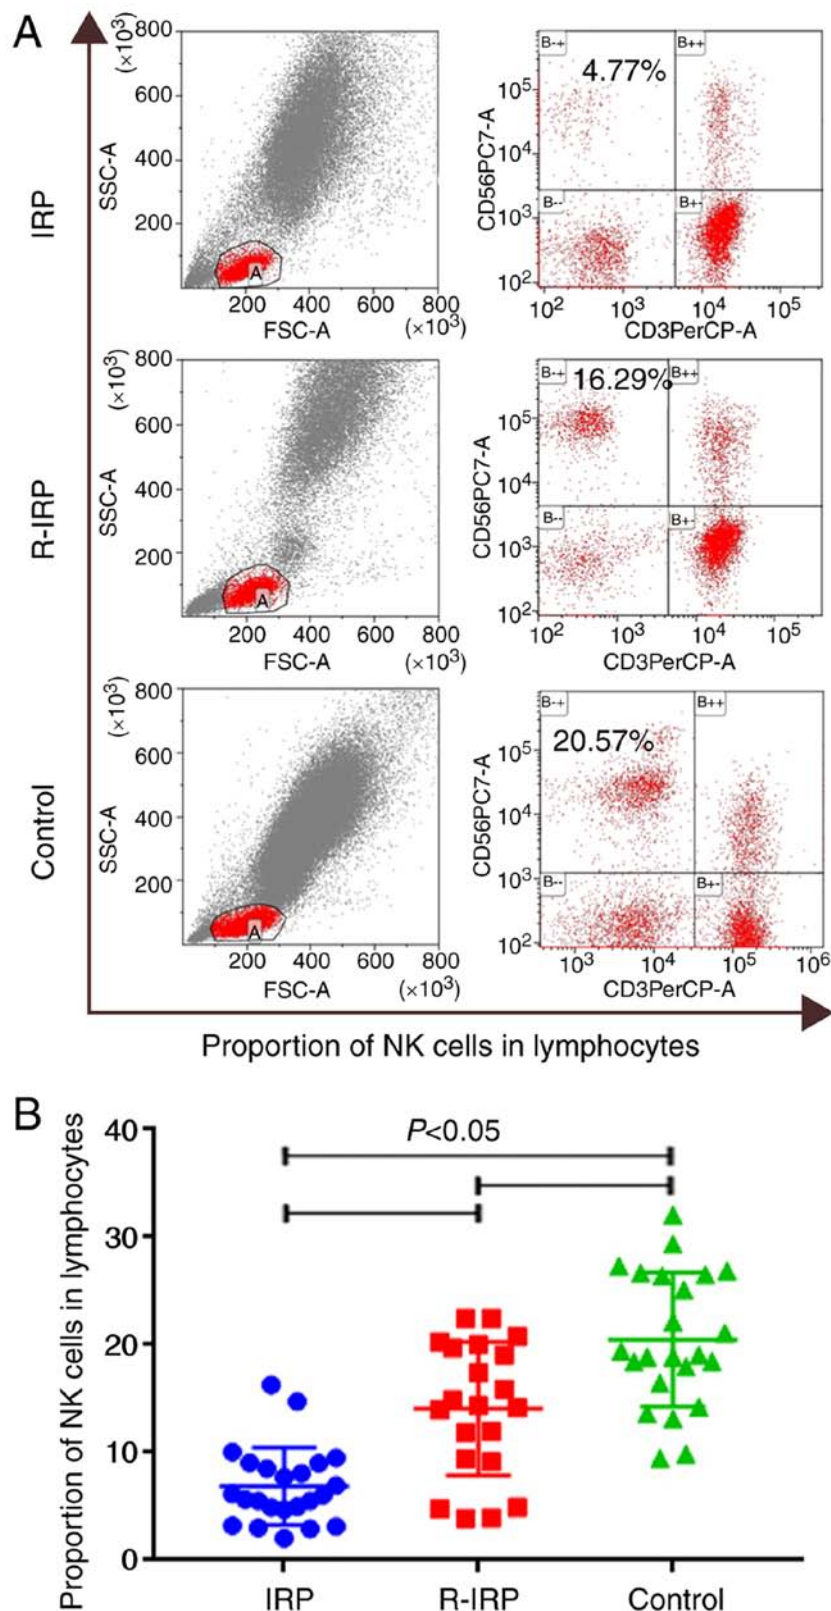 A
IRP
(×10³)
SSC-A
800
600
400
200
A
200 400 600 800
FSC-A (×10³)
CD56PC7-A
10⁵
10⁴
10³
10²
B-+ 4.77% B++
B-- B+-
10² 10³ 10⁴ 10⁵
CD3PerCP-A
R-IRP
(×10³)
SSC-A
800
600
400
200
A
200 400 600 800
FSC-A (×10³)
CD56PC7-A
10⁵
10⁴
10³
10²
B-+ 16.29% B++
B-- B+-
10² 10³ 10⁴ 10⁵
CD3PerCP-A
Control
(×10³)
SSC-A
800
600
400
200
A
200 400 600 800
FSC-A (×10³)
CD56PC7-A
10⁵
10⁴
10³
10²
B-+ B++
20.57%
B-- B+-
10³ 10⁴ 10⁵ 10⁶
CD3PerCP-A
Proportion of NK cells in lymphocytes
B
Proportion of NK cells in lymphocytes
40
30
20
10
0
P<0.05
IRP R-IRP Control